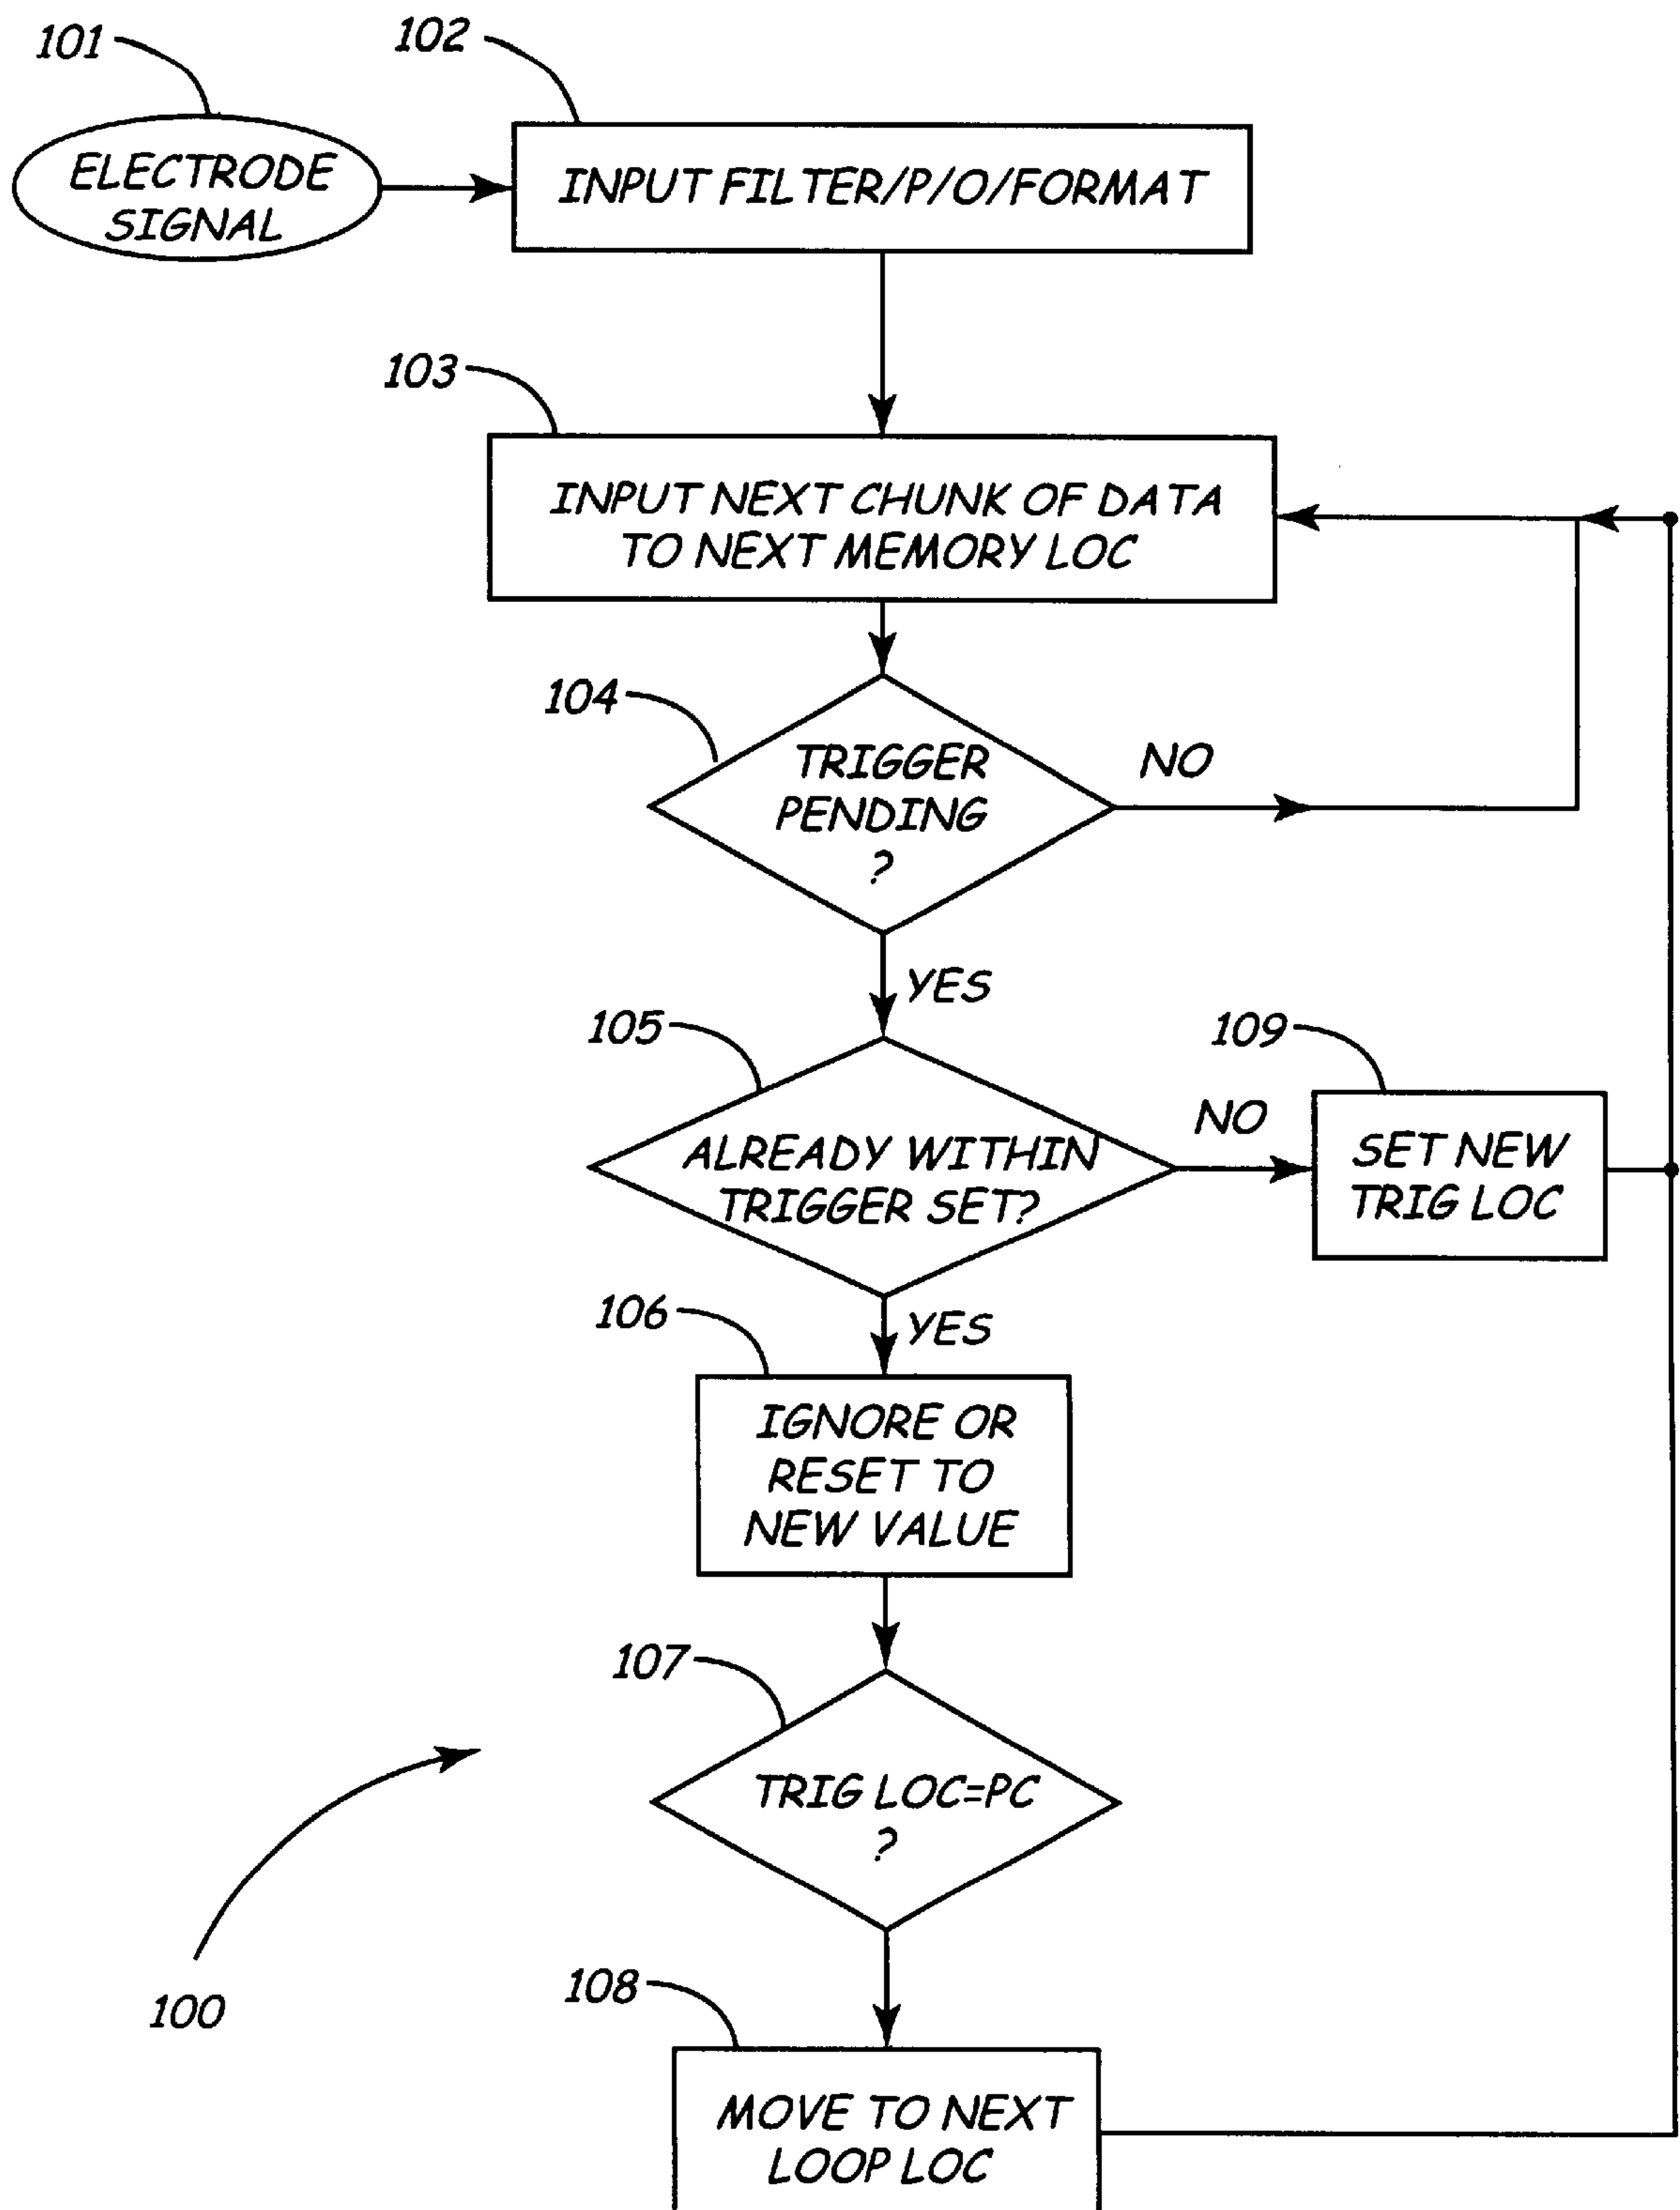 101
102
ELECTRODE
SIGNAL
INPUT FILTER/P/O/FORMAT
103
INPUT NEXT CHUNK OF DATA
TO NEXT MEMORY LOC
104
TRIGGER
PENDING
?
NO
YES
105
109
ALREADY WITHIN
TRIGGER SET?
NO
SET NEW
TRIG LOC
106
YES
IGNORE OR
RESET TO
NEW VALUE
107
TRIG LOC=PC
?
100
108
MOVE TO NEXT
LOOP LOC